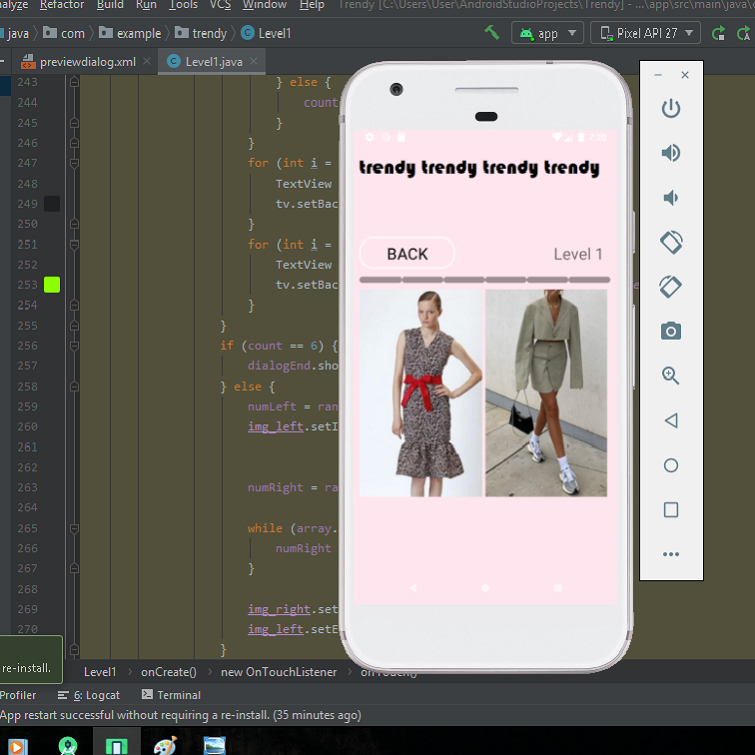 Refactor Build Run Tools VCS Window Help Trendy [C:\Users\User\AndroidStudioProjects\Trendy] - ...\app\src\main\java\
java com example trendy Level1 app Pixel API 27
previewdialog.xml Level1.java
243 } else {
244 count
245 }
246 }
247 for (int i =
248 TextView
249 tv.setBac
250 }
251 for (int i =
252 TextView
253 tv.setBac
254 }
255 }
256 if (count == 6) {
257 dialogEnd.sho
258 } else {
259 numLeft = ran
260 img_left.setI
261
262
263 numRight = ra
264
265 while (array.
266 numRight
267 }
268
269 img_right.set
270 img_left.setE
}
trendy trendy trendy trendy
BACK Level 1
re-install.
Level1 onCreate() new OnTouchListener onTouch()
Profiler 6: Logcat Terminal
App restart successful without requiring a re-install. (35 minutes ago)